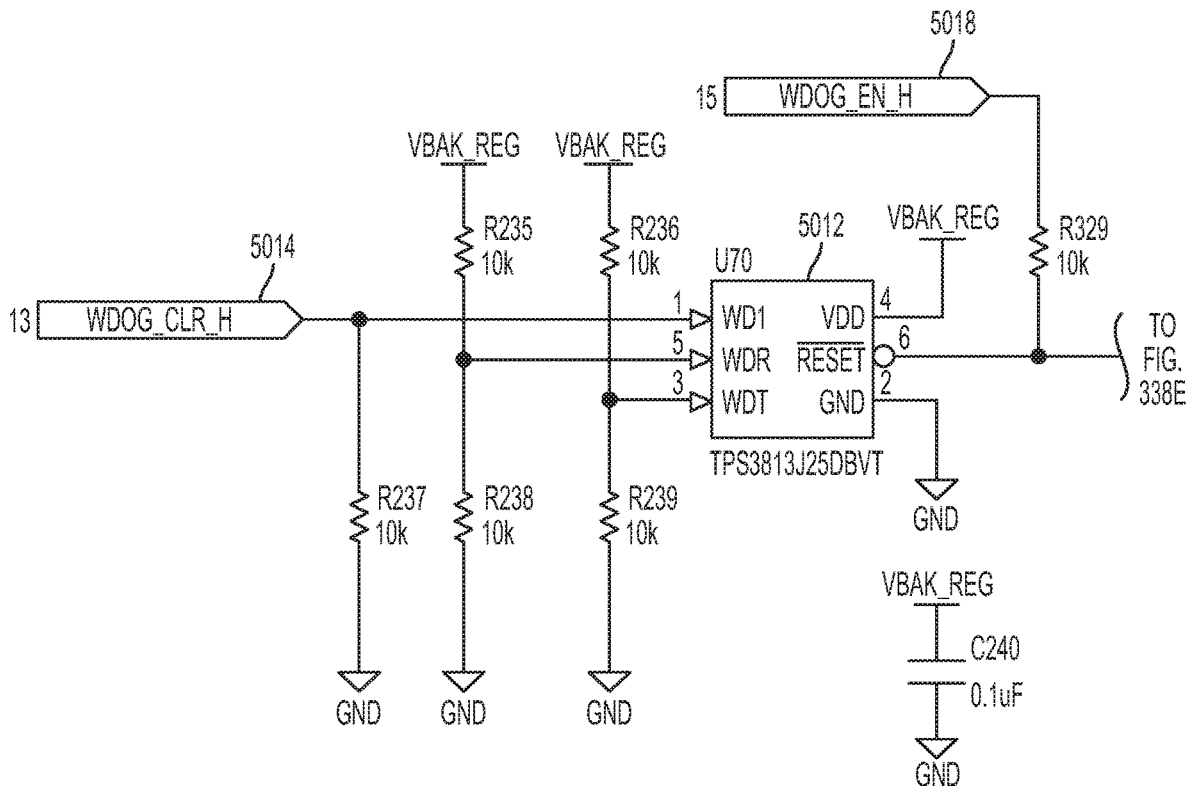 5018
15 WDOG_EN_H
VBAK_REG VBAK_REG
5014
R235
10k
R236
10k
5012
VBAK_REG
R329
10k
U70
13 WDOG_CLR_H
1 WD1 VDD 4
5 WDR RESET 6
3 WDT GND 2
TO
FIG.
338E
TPS3813J25DBVT
R237
10k
R238
10k
R239
10k
GND
VBAK_REG
C240
0.1uF
GND GND GND
GND